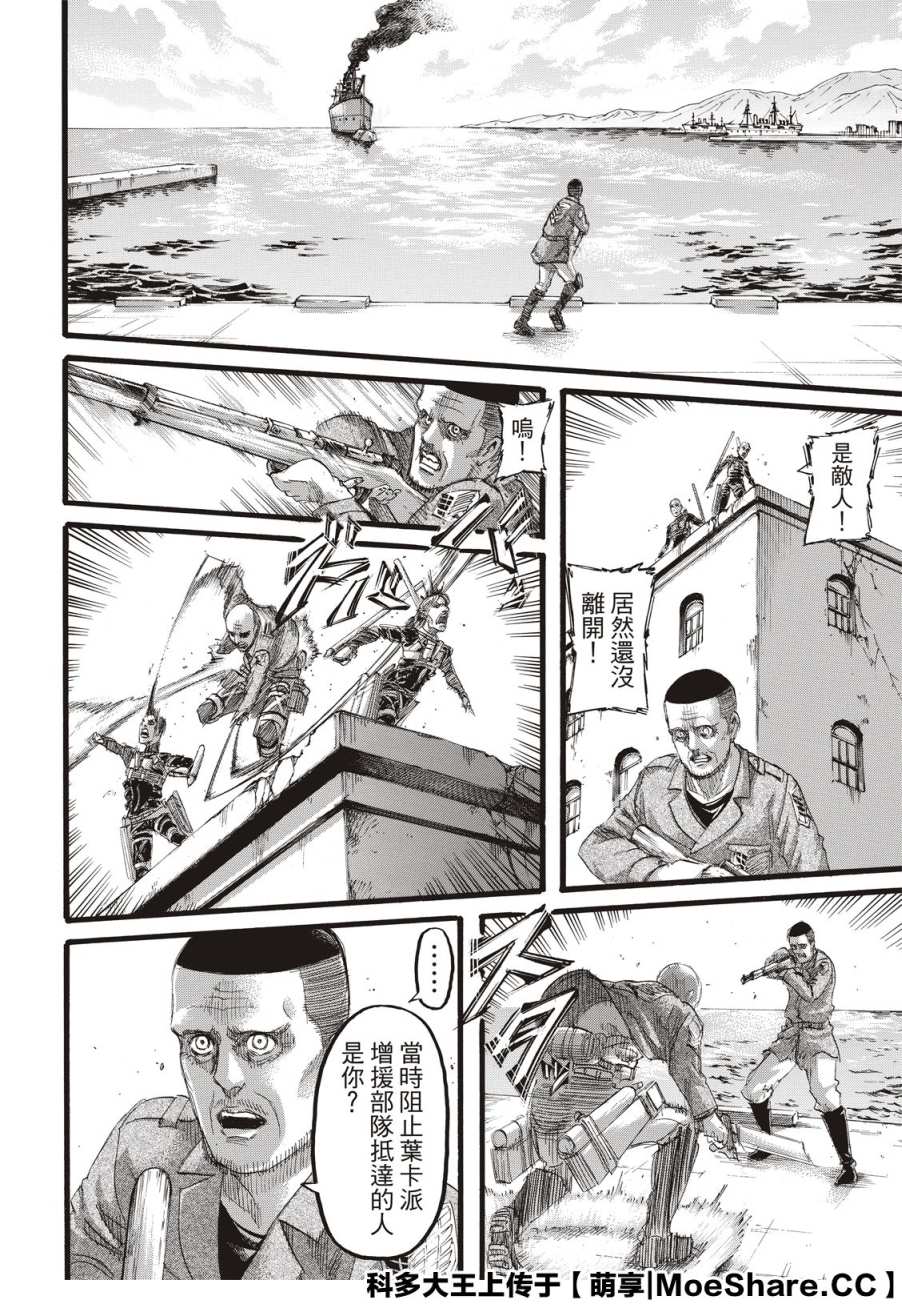 是敵人！
居然還沒
離開！
嗚！
……
當時阻止葉卡派
增援部隊抵達的人
是你？
科多大王上传于【 萌享|MoeShare.CC】